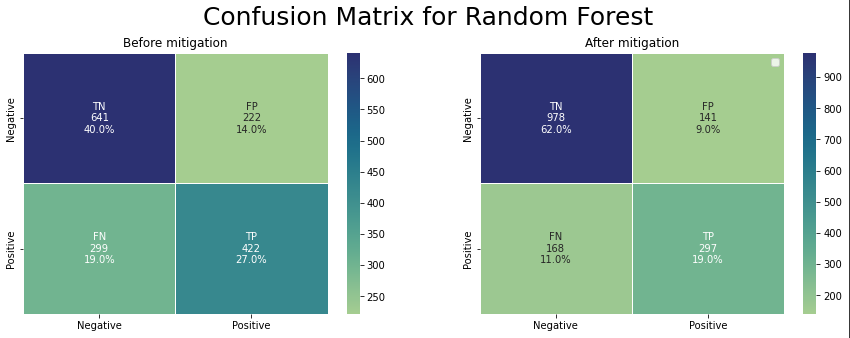 Confusion Matrix for Random Forest
Before mitigation
Negative
Positive
TN
641
40.0%
FP
222
14.0%
FN
299
19.0%
TP
422
27.0%
Negative
Positive
600
550
500
450
400
350
300
250
After mitigation
Negative
Positive
TN
978
62.0%
FP
141
9.0%
FN
168
11.0%
TP
297
19.0%
Negative
Positive
900
800
700
600
500
400
300
200